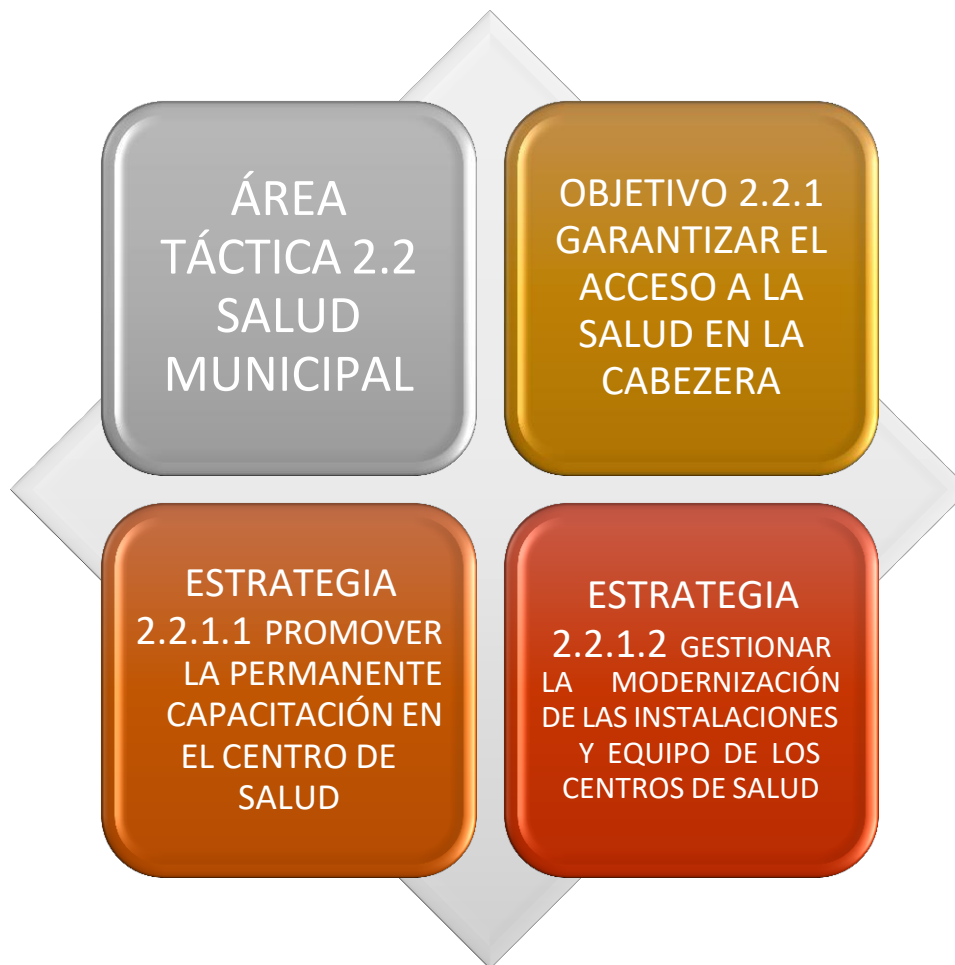 ÁREA
TÁCTICA 2.2
SALUD
MUNICIPAL
OBJETIVO 2.2.1
GARANTIZAR EL
ACCESO A LA
SALUD EN LA
CABEZERA
ESTRATEGIA
2.2.1.1 PROMOVER
LA PERMANENTE
CAPACITACIÓN EN
EL CENTRO DE
SALUD
ESTRATEGIA
2.2.1.2 GESTIONAR
LA MODERNIZACIÓN
DE LAS INSTALACIONES
Y EQUIPO DE LOS
CENTROS DE SALUD